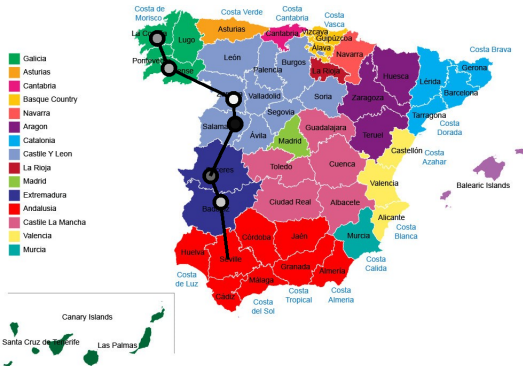 Costa de
Morisco
Costa Verde
Costa
Cantabria
Costa
Vasca
Costa Brava
Galicia
Asturias
Cantabria
Basque Country
Navarra
Aragon
Catalonia
Castile Y Leon
La Rioja
Madrid
Extremadura
Andalusia
Castile La Mancha
Valencia
Murcia
Lugo
Asturias
Cantabria
Vizcaya
Guipúzcoa
Álava
Navarra
León
Palencia
Burgos
La Rioja
Huesca
Lérida
Gerona
Barcelona
Tarragona
Costa
Dorada
Valladolid
Soria
Zaragoza
Segovia
Ávila
Guadalajara
Teruel
Castellón
Costa
Azahar
Madrid
Toledo
Cuenca
Valencia
Balearic Islands
Ciudad Real
Albacete
Alicante
Costa
Blanca
Murcia
Costa
Calida
Córdoba
Jaén
Huelva
Seville
Granada
Almeria
Málaga
Cádiz
Costa
de Luz
Costa
del Sol
Costa
Tropical
Costa
Almeria
Canary Islands
Santa Cruz de Tenerife
Las Palmas